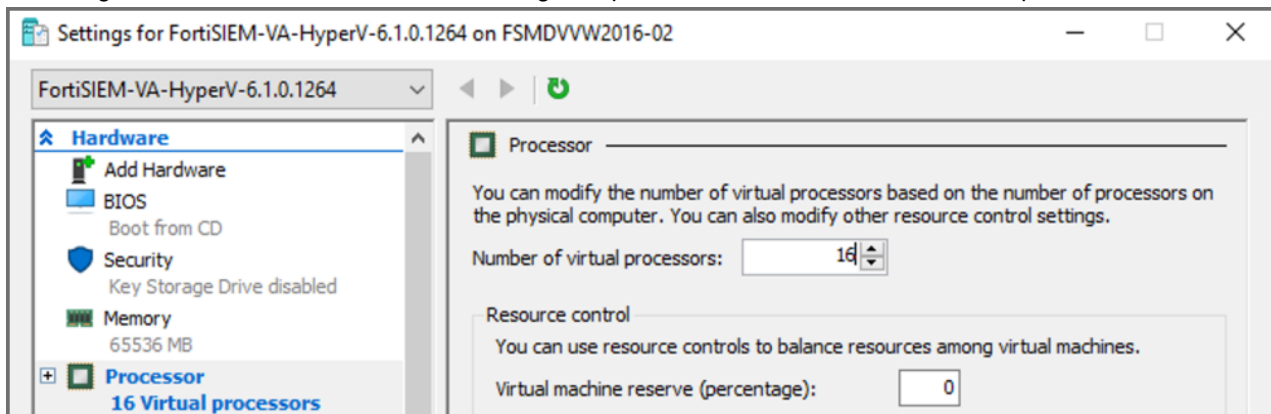 Settings for FortiSIEM-VA-HyperV-6.1.0.1264 on FSMDVVW2016-02
FortiSIEM-VA-HyperV-6.1.0.1264
Hardware
Add Hardware
BIOS
Boot from CD
Security
Key Storage Drive disabled
Memory
65536 MB
Processor
16 Virtual processors
Processor
You can modify the number of virtual processors based on the number of processors on
the physical computer. You can also modify other resource control settings.
Number of virtual processors: 16
Resource control
You can use resource controls to balance resources among virtual machines.
Virtual machine reserve (percentage): 0